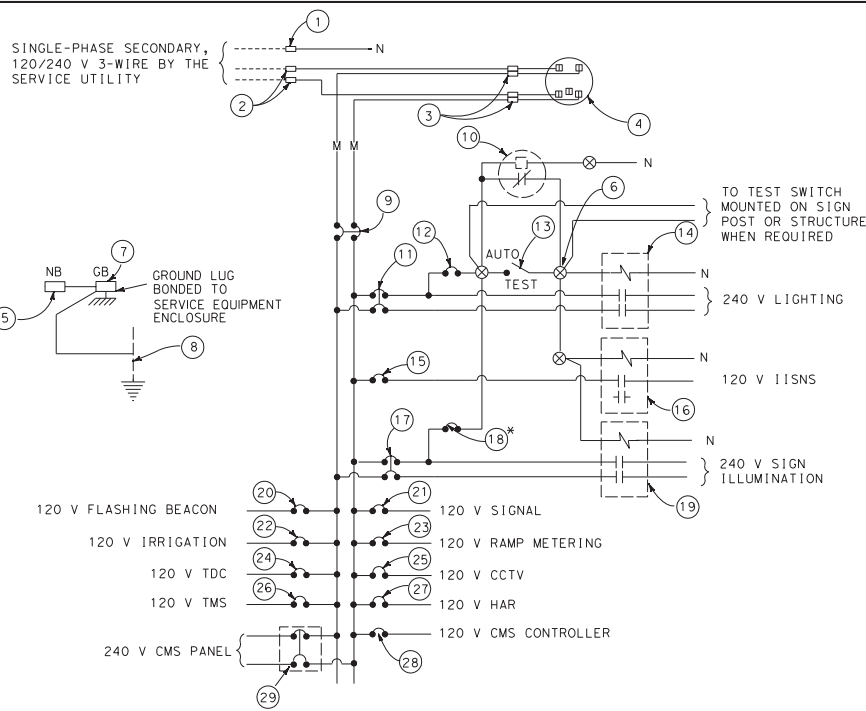 1
SINGLE-PHASE SECONDARY,
120/240 V 3-WIRE BY THE
SERVICE UTILITY
N
2
3
4
10
M M
N
6
9
TO TEST SWITCH
MOUNTED ON SIGN
POST OR STRUCTURE
WHEN REQUIRED
12
13
14
11
AUTO
TEST
7
NB
GB
GROUND LUG
BONDED TO
SERVICE EQUIPMENT
ENCLOSURE
N
240 V LIGHTING
5
8
15
N
120 V IISNS
16
17
18*
N
240 V SIGN
ILLUMINATION
19
20
21
120 V FLASHING BEACON
120 V SIGNAL
22
23
120 V IRRIGATION
120 V RAMP METERING
24
25
120 V TDC
120 V CCTV
26
27
120 V TMS
120 V HAR
120 V CMS CONTROLLER
240 V CMS PANEL
28
29